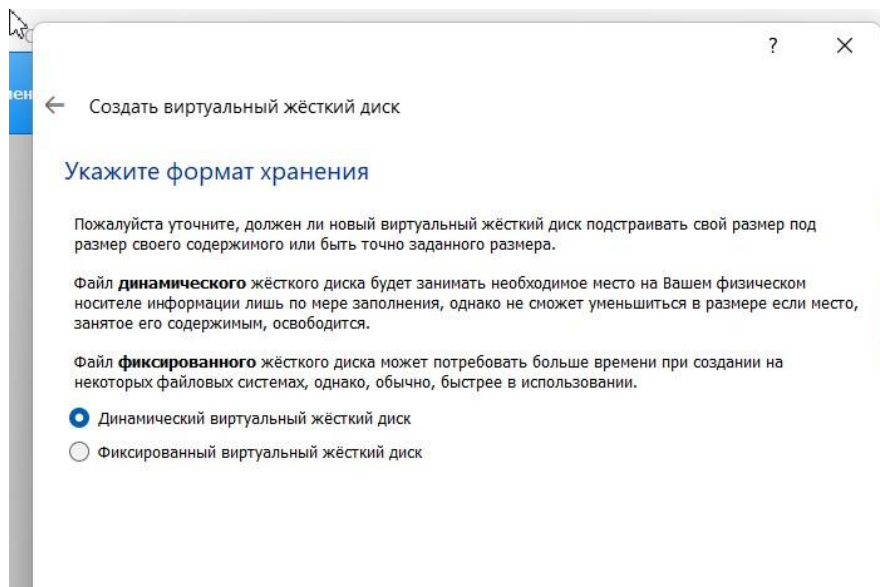 ?
Создать виртуальный жёсткий диск
Укажите формат хранения
Пожалуйста уточните, должен ли новый виртуальный жёсткий диск подстраивать свой размер под
размер своего содержимого или быть точно заданного размера.
Файл динамического жёсткого диска будет занимать необходимое место на Вашем физическом
носителе информации лишь по мере заполнения, однако не сможет уменьшиться в размере если место,
занятое его содержимым, освободится.
Файл фиксированного жёсткого диска может потребовать больше времени при создании на
некоторых файловых системах, однако, обычно, быстрее в использовании.
Динамический виртуальный жёсткий диск
Фиксированный виртуальный жёсткий диск